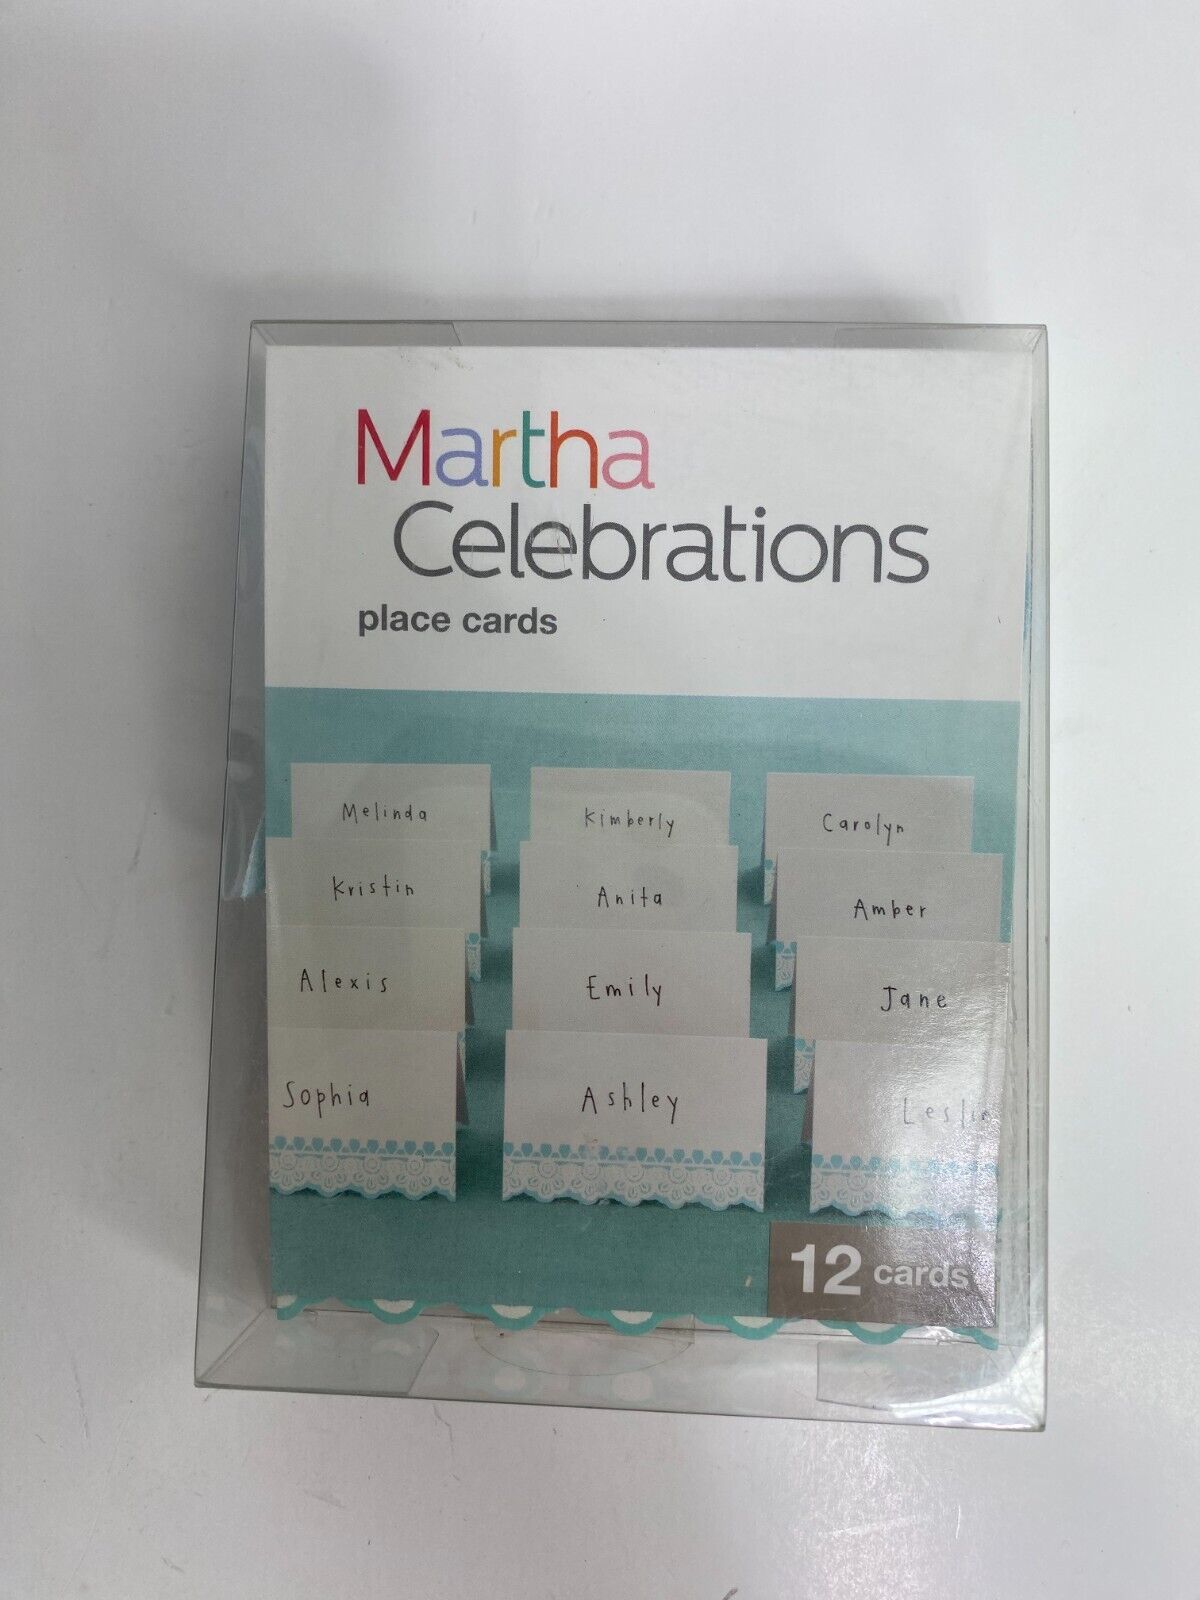 Martha
Celebrations
place cards
Melinda Kimberly Carolyn
Kristin Anita Amber
Alexis Emily Jane
Sophia Ashley
12 cards